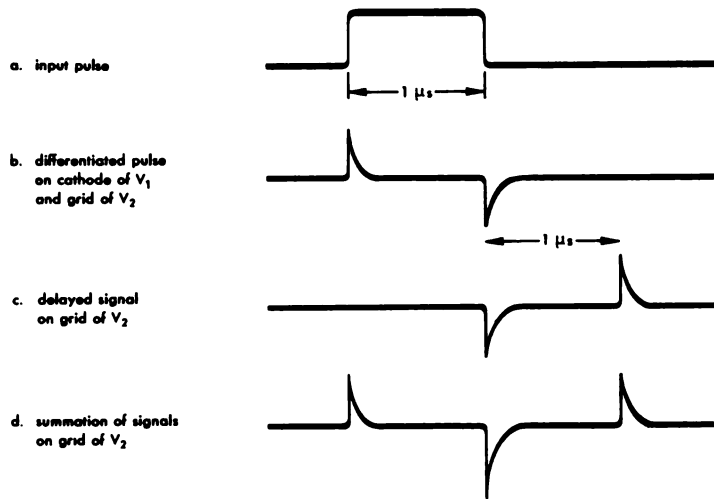 a. input pulse
1 μs
b. differentiated pulse
on cathode of V1
and grid of V2
1 μs
c. delayed signal
on grid of V2
d. summation of signals
on grid of V2